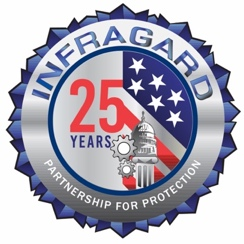 INFRAGARD
25
YEARS
PARTNERSHIP FOR PROTECTION